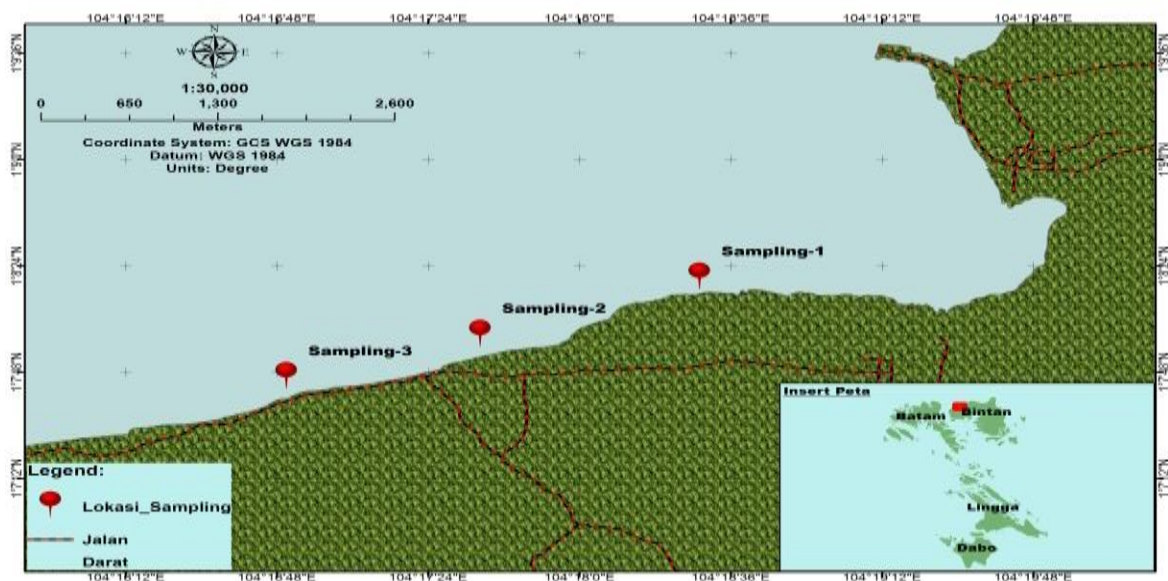 104°16'12"E 104°16'48"E 104°17'24"E 104°18'0"E 104°18'36"E 104°19'12"E 104°19'48"E
N
W E
S
1:30,000
0 650 1,300 2,600
Meters
Coordinate System: GCS WGS 1984
Datum: WGS 1984
Units: Degree
Sampling-1
Sampling-2
Sampling-3
Insert Peta
Batam
Bintan
Lingga
Dabo
Legend:
Lokasi_Sampling
Jalan
Darat
104°16'12"E 104°16'48"E 104°17'24"E 104°18'0"E 104°18'36"E 104°19'12"E 104°19'48"E